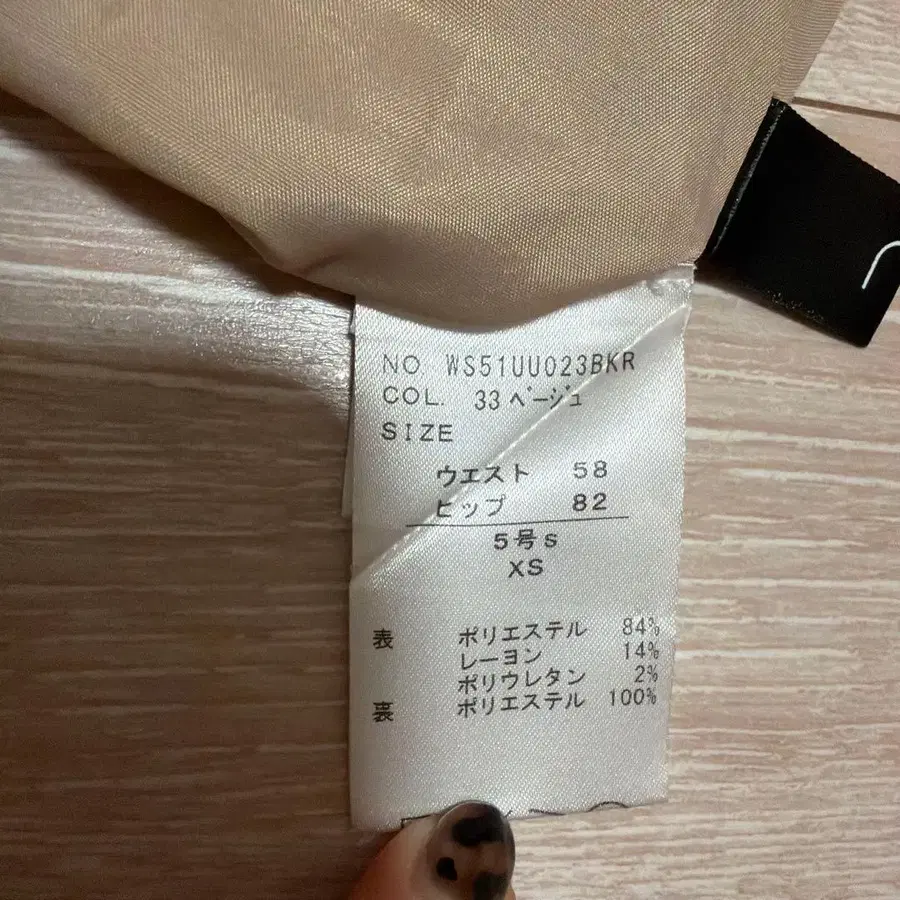 NO WS51UU023BKR
COL. 33 ベージュ
SIZE
ウエスト 58
ヒップ 82
5号s
XS
表 ポリエステル 84%
レーヨン 14%
ポリウレタン 2%
裏 ポリエステル 100%